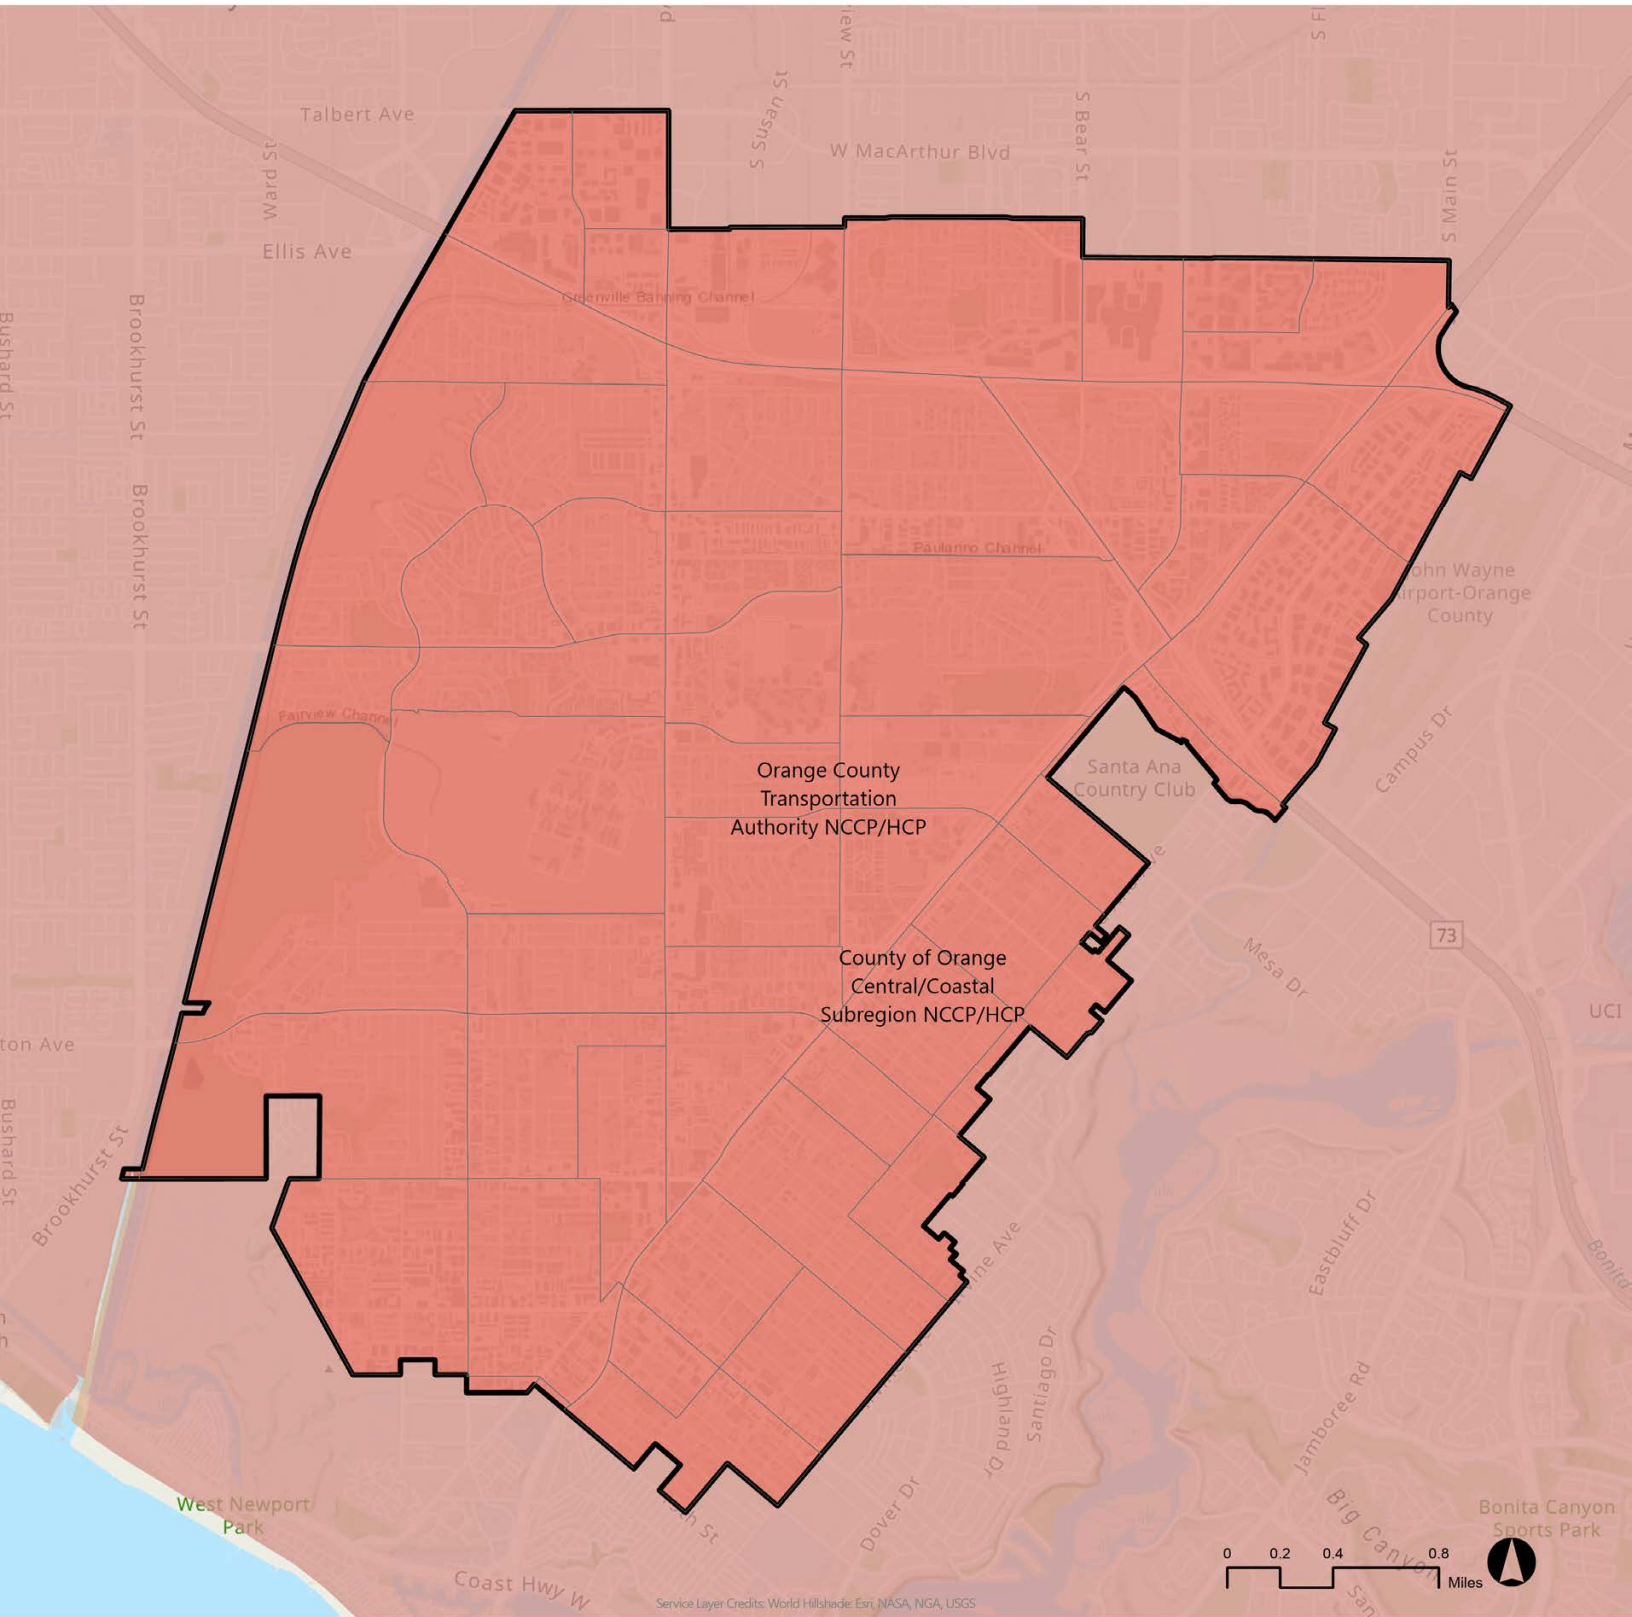 Talbert Ave
S Susan St
W MacArthur Blvd
S Bear St
S Main St
Ward St
Ellis Ave
Greenville Banning Channel
Brookhurst St
Bushard St
Brookhurst St
Paularino Channel
County
Fairview Channel
Campus Dr
Santa Ana
Country Club
Orange County
Transportation
Authority NCCP/HCP
73
County of Orange
Central/Coastal
Subregion NCCP/HCP
Mesa Dr
UCI
ton Ave
Bushard St
Brookhurst St
Eastbluff Dr
Bonita
Santiago Dr
Highland Dr
Jamboree Rd
Dover Dr
West Newport
Park
Big Canyon
Bonita Canyon
Sports Park
Coast Hwy W
0 0.2 0.4 0.8
Miles
Service Layer Credits: World Hillshade: Esri, NASA, NGA, USGS